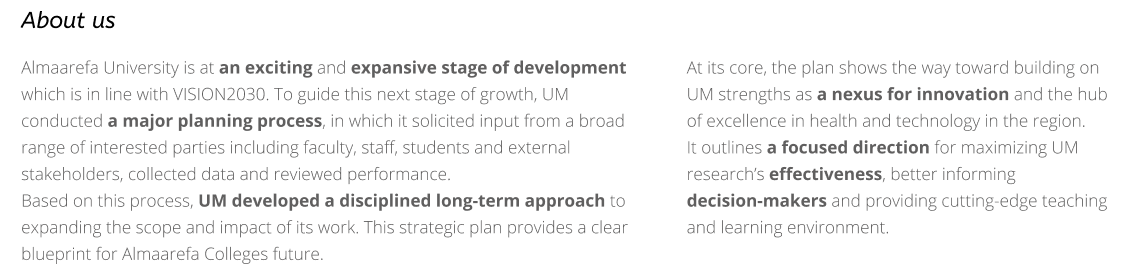 About us
Almaarefa University is at an exciting and expansive stage of development
which is in line with VISION2030. To guide this next stage of growth, UM
conducted a major planning process, in which it solicited input from a broad
range of interested parties including faculty, staff, students and external
stakeholders, collected data and reviewed performance.
Based on this process, UM developed a disciplined long-term approach to
expanding the scope and impact of its work. This strategic plan provides a clear
blueprint for Almaarefa Colleges future.
At its core, the plan shows the way toward building on
UM strengths as a nexus for innovation and the hub
of excellence in health and technology in the region.
It outlines a focused direction for maximizing UM
research's effectiveness, better informing
decision-makers and providing cutting-edge teaching
and learning environment.